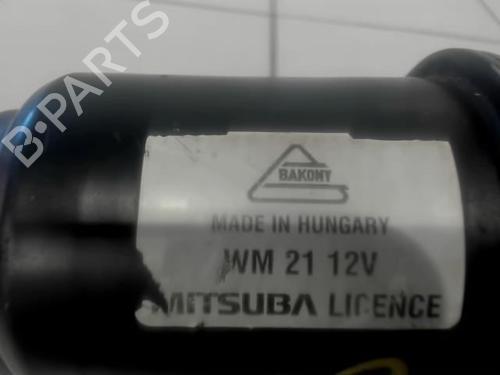 B-PARTS
BAKONY
MADE IN HUNGARY
WM 21 12V
MITSUBA LICENCE